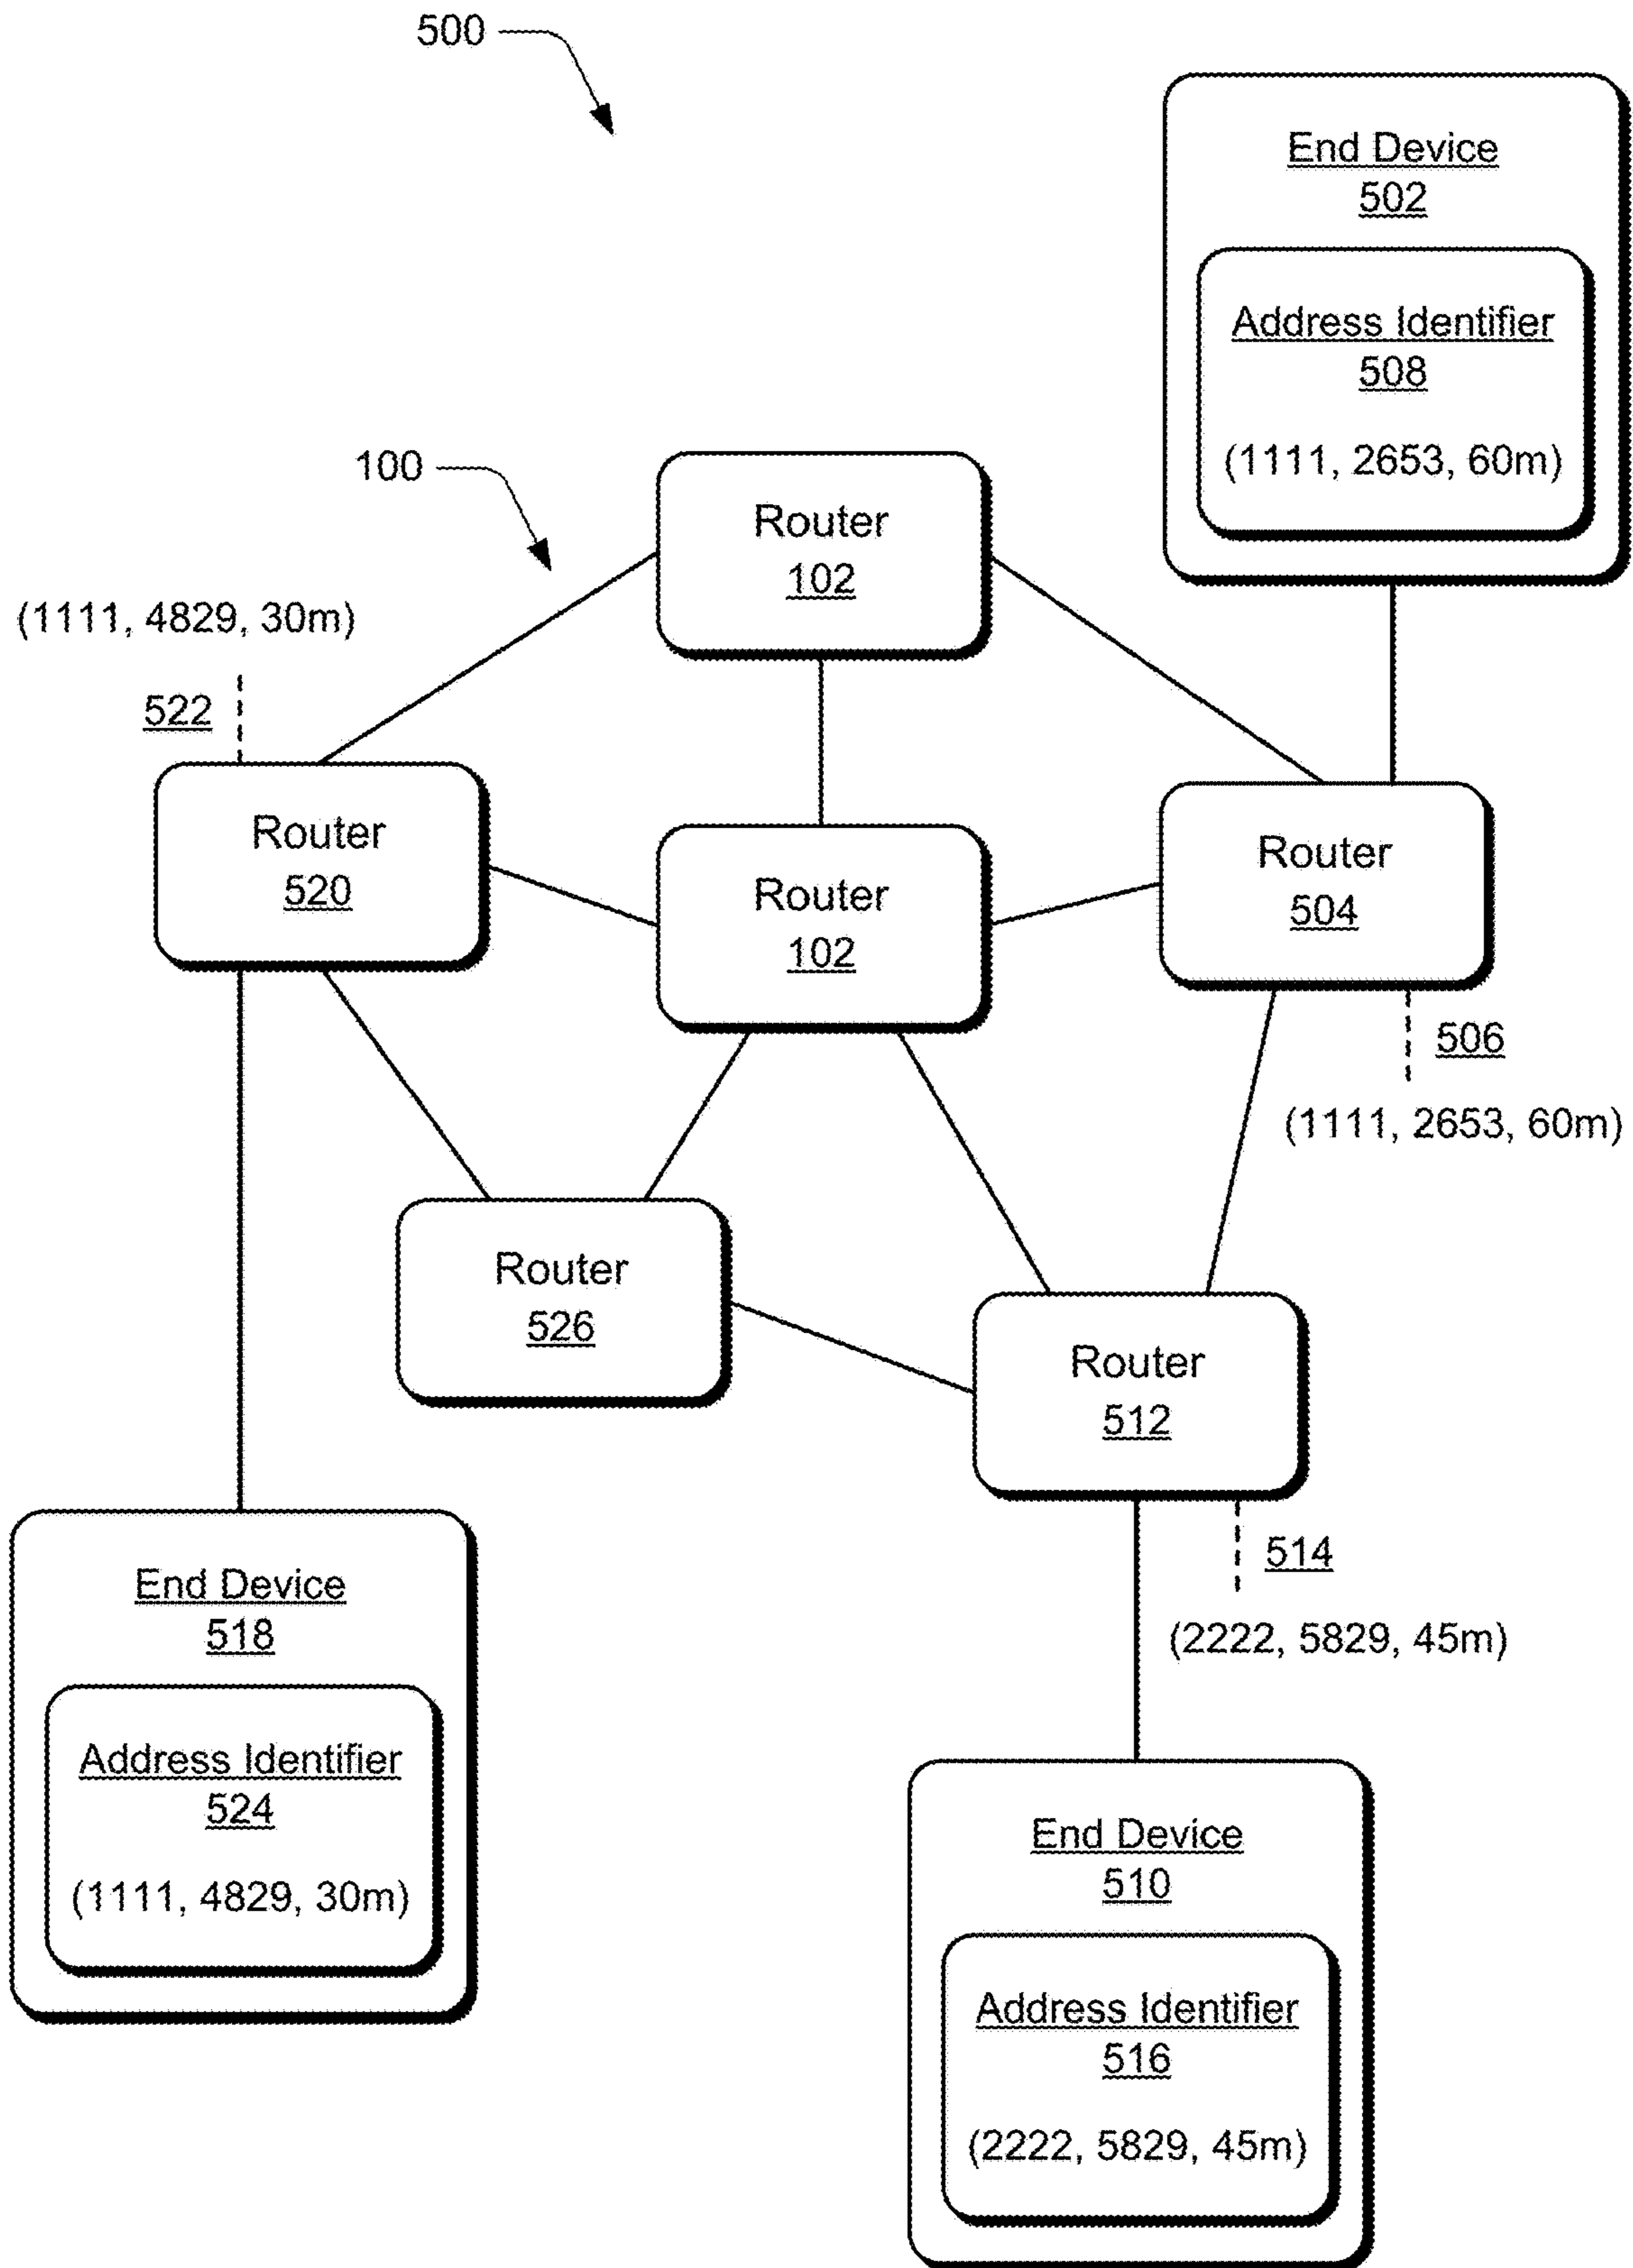 500
End Device
502
Address Identifier
508
(1111, 2653, 60m)
100
Router
102
(1111, 4829, 30m)
522
Router
520
Router
102
Router
504
506
(1111, 2653, 60m)
Router
526
Router
512
514
(2222, 5829, 45m)
End Device
518
Address Identifier
524
(1111, 4829, 30m)
End Device
510
Address Identifier
516
(2222, 5829, 45m)